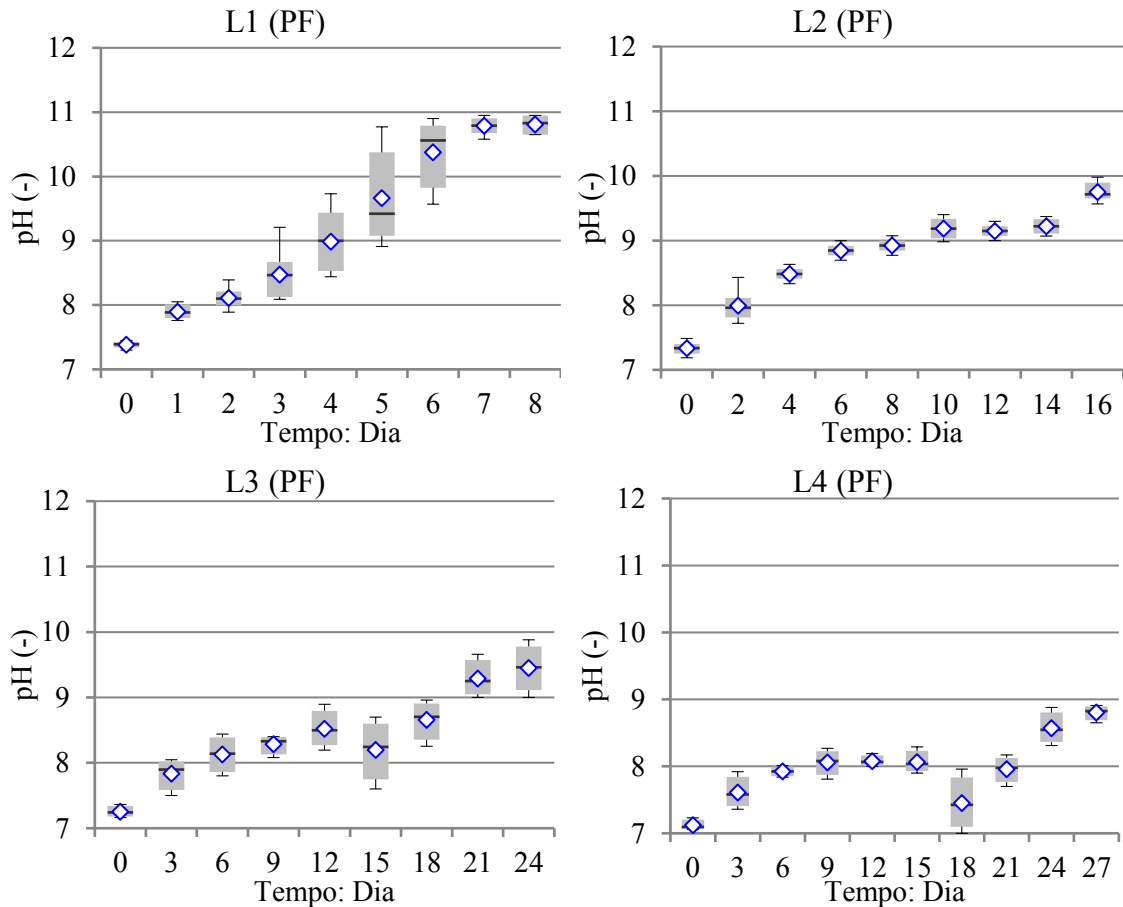 L1 (PF)
12
11
10
9
8
7
pH (-)
0 1 2 3 4 5 6 7 8
Tempo: Dia
L2 (PF)
12
11
10
9
8
7
pH (-)
0 2 4 6 8 10 12 14 16
Tempo: Dia
L3 (PF)
12
11
10
9
8
7
pH (-)
0 3 6 9 12 15 18 21 24
Tempo: Dia
L4 (PF)
12
11
10
9
8
7
pH (-)
0 3 6 9 12 15 18 21 24 27
Tempo: Dia